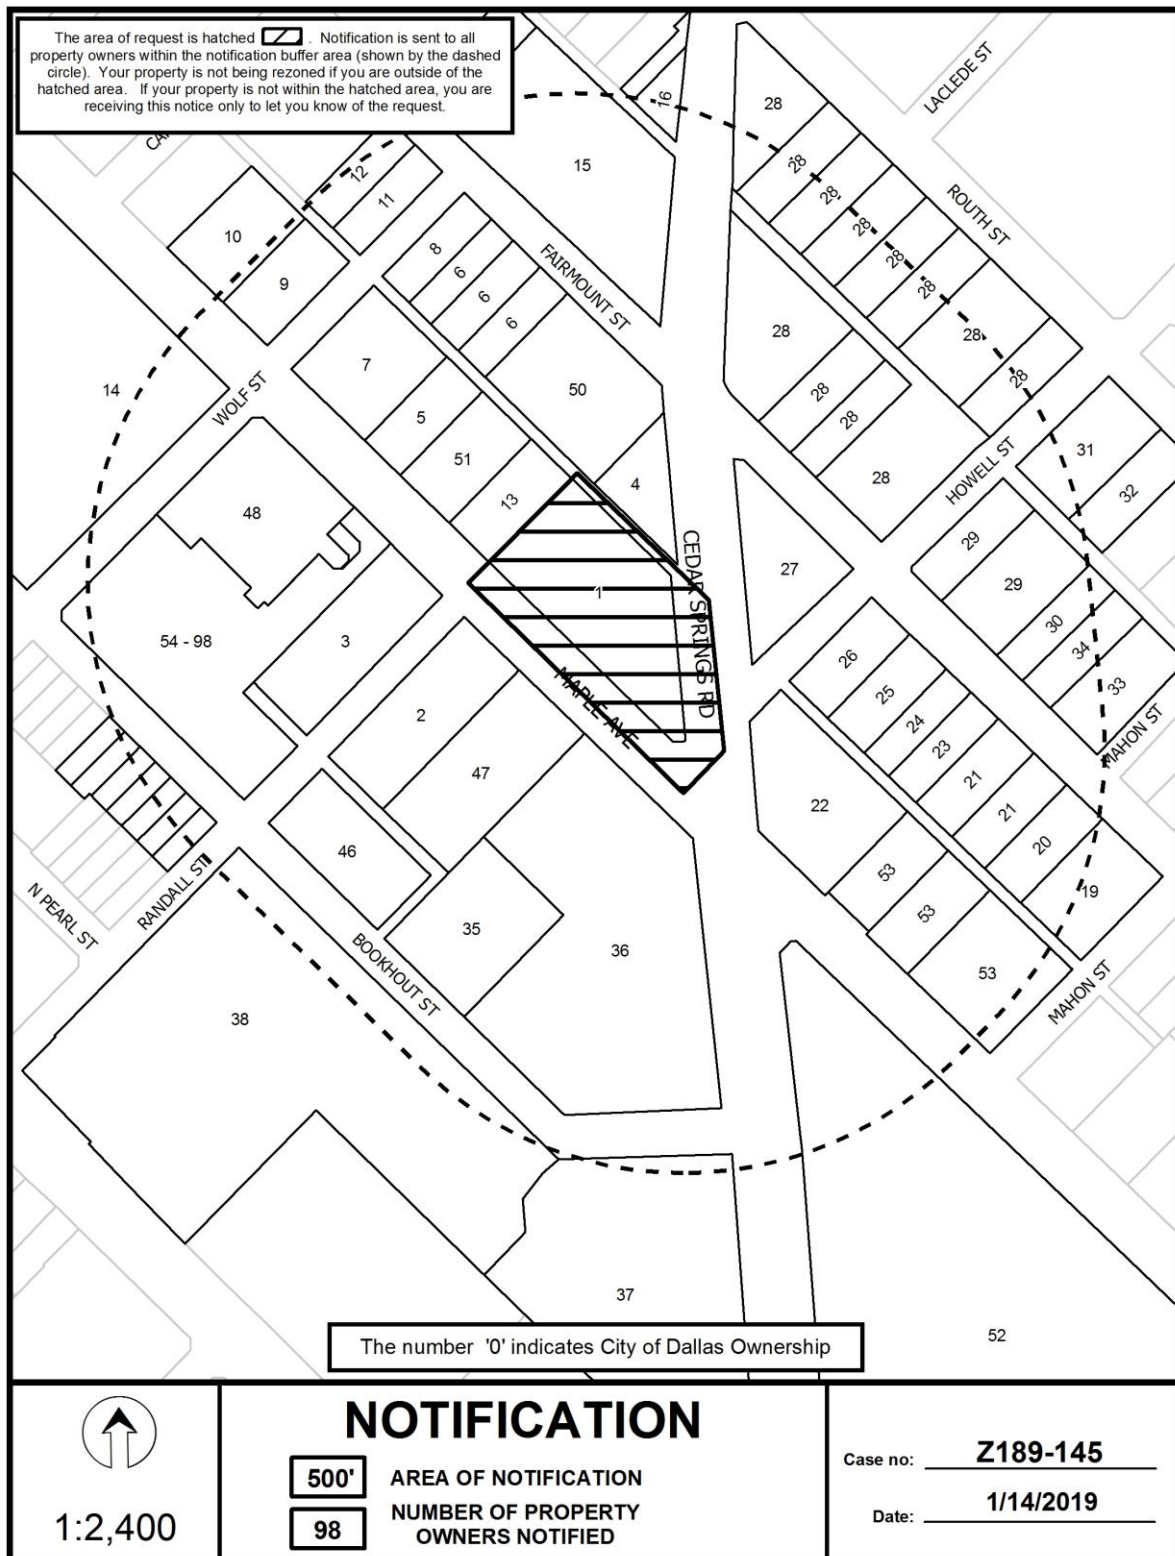 The area of request is hatched . Notification is sent to all
property owners within the notification buffer area (shown by the dashed
circle). Your property is not being rezoned if you are outside of the
hatched area. If your property is not within the hatched area, you are
receiving this notice only to let you know of the request.
LACLEDE ST
16
28
15
28
12
28
11
ROUTH ST
28
10
8
FAIRMOUNT ST
28
9
6
28
6
6
28
28
7
28
14
WOLF ST
50
28
5
28
31
51
HOWELL ST
28
4
32
13
48
29
CEDAR SPRINGS RD
27
29
1
30
54 - 98
3
26
34
25
33
MAPLE AVE
2
24
23
MAHON ST
47
21
22
21
46
20
53
RANDALL ST
19
N PEARL ST
53
35
36
BOOKHOUT ST
53
MAHON ST
38
37
52
The number '0' indicates City of Dallas Ownership
1:2,400
NOTIFICATION
500' AREA OF NOTIFICATION
98 NUMBER OF PROPERTY
OWNERS NOTIFIED
Case no: Z189-145
Date: 1/14/2019